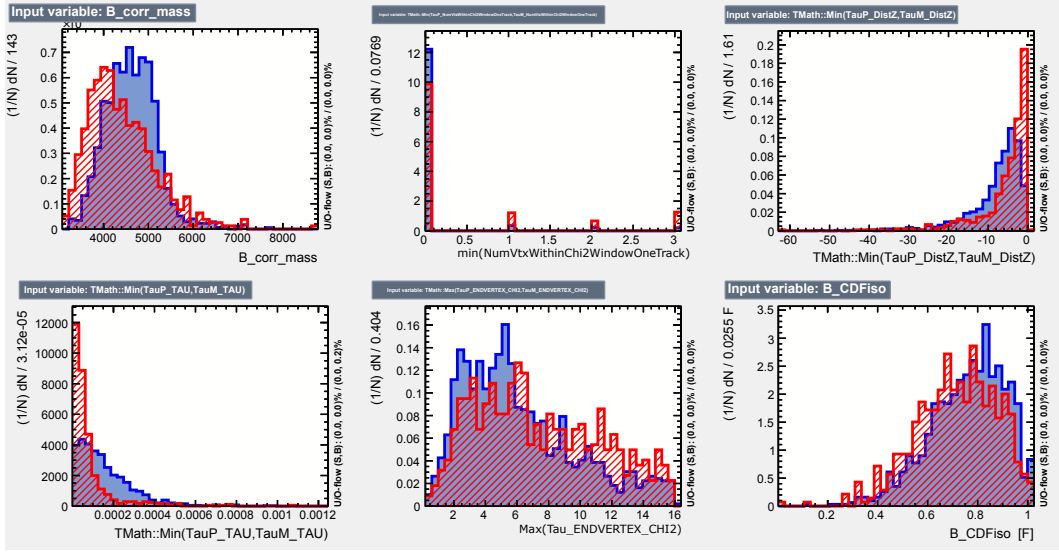 Input variable: B_corr_mass
×10
(1/N) dN / 143
0.7
0.6
0.5
0.4
0.3
0.2
0.1
0
4000 5000 6000 7000 8000
B_corr_mass
U/O-flow (S,B): (0.0, 0.0)% / (0.0, 0.0)%
Input variable: TMath::Min(TauP_NumVtxWithinChi2WindowOneTrack,TauM_NumVtxWithinChi2WindowOneTrack)
(1/N) dN / 0.0769
12
10
8
6
4
2
0
0 0.5 1 1.5 2 2.5 3
min(NumVtxWithinChi2WindowOneTrack)
U/O-flow (S,B): (0.0, 0.0)% / (0.0, 0.0)%
Input variable: TMath::Min(TauP_DistZ,TauM_DistZ)
(1/N) dN / 1.61
0.2
0.18
0.16
0.14
0.12
0.1
0.08
0.06
0.04
0.02
0
-60 -50 -40 -30 -20 -10 0
TMath::Min(TauP_DistZ,TauM_DistZ)
U/O-flow (S,B): (0.0, 0.0)% / (0.0, 0.0)%
Input variable: TMath::Min(TauP_TAU,TauM_TAU)
(1/N) dN / 3.12e-05
12000
10000
8000
6000
4000
2000
0
0.0002 0.0004 0.0006 0.0008 0.001 0.0012
TMath::Min(TauP_TAU,TauM_TAU)
U/O-flow (S,B): (0.0, 0.0)% / (0.0, 0.2)%
Input variable: TMath::Max(TauP_ENDVERTEX_CHI2,TauM_ENDVERTEX_CHI2)
(1/N) dN / 0.404
0.16
0.14
0.12
0.1
0.08
0.06
0.04
0.02
0
2 4 6 8 10 12 14 16
Max(Tau_ENDVERTEX_CHI2)
U/O-flow (S,B): (0.0, 0.0)% / (0.0, 0.0)%
Input variable: B_CDFiso
(1/N) dN / 0.0255 F
3.5
3
2.5
2
1.5
1
0.5
0
0.2 0.4 0.6 0.8 1
B_CDFiso [F]
U/O-flow (S,B): (0.0, 0.0)% / (0.0, 0.0)%